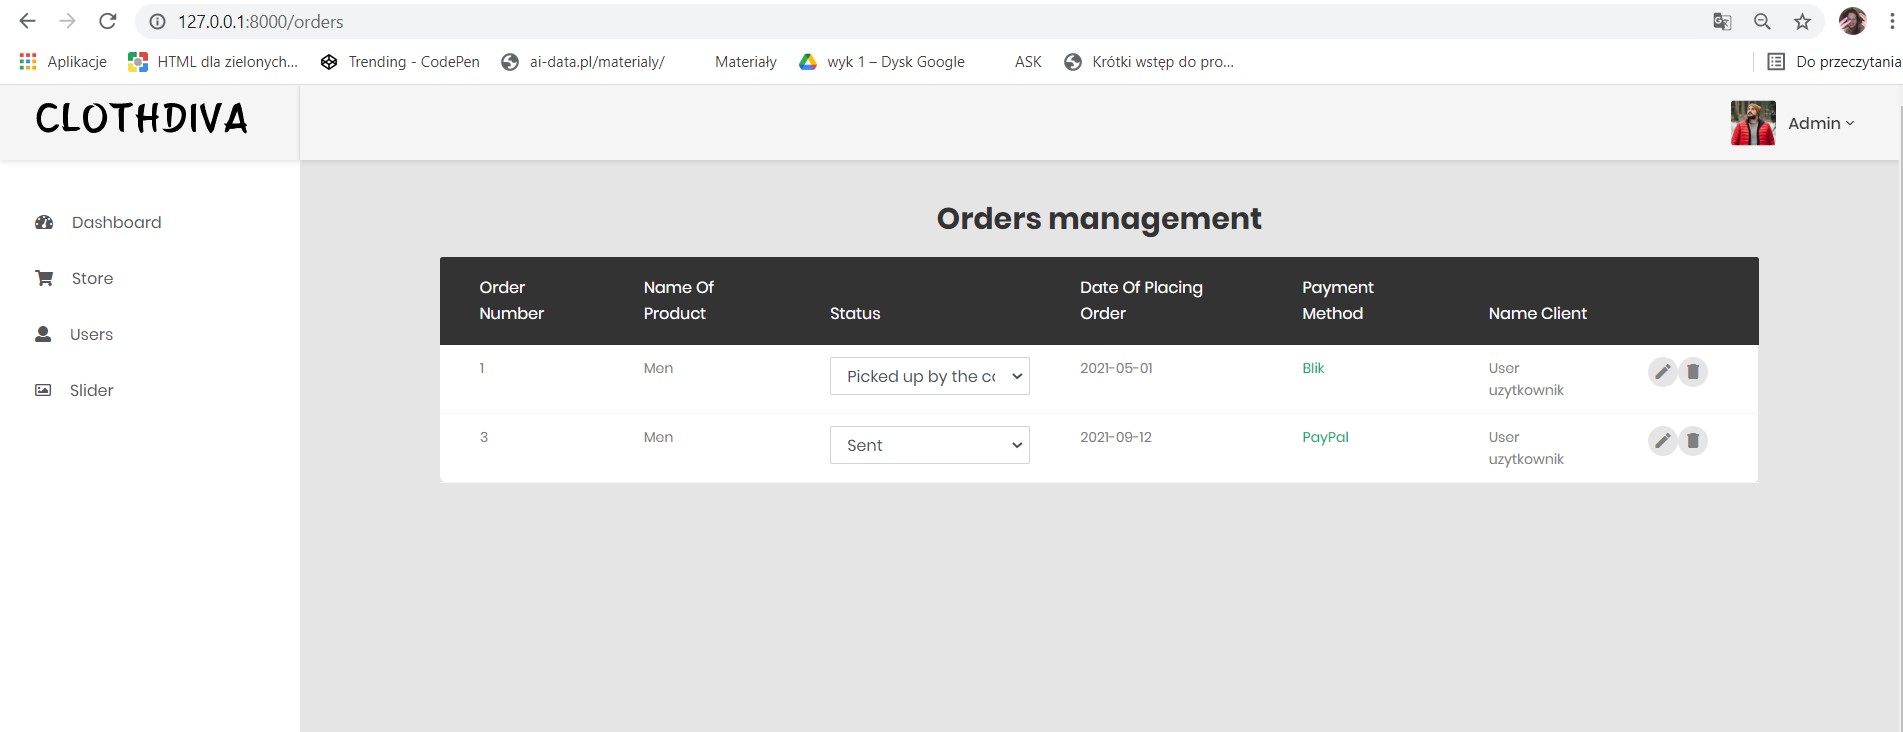 127.0.0.1:8000/orders
Aplikacje HTML dla zielonych... Trending - CodePen ai-data.pl/materialy/ Materiały wyk 1 – Dysk Google ASK Krótki wstęp do pro... Do przeczytania
CLOTHDIVA
Admin
Dashboard
Store
Users
Slider
Orders management
Order Number Name Of Product Status Date Of Placing Order Payment Method Name Client
1 Men Picked up by the cc 2021-05-01 Blik User uzytkownik
3 Men Sent 2021-09-12 PayPal User uzytkownik